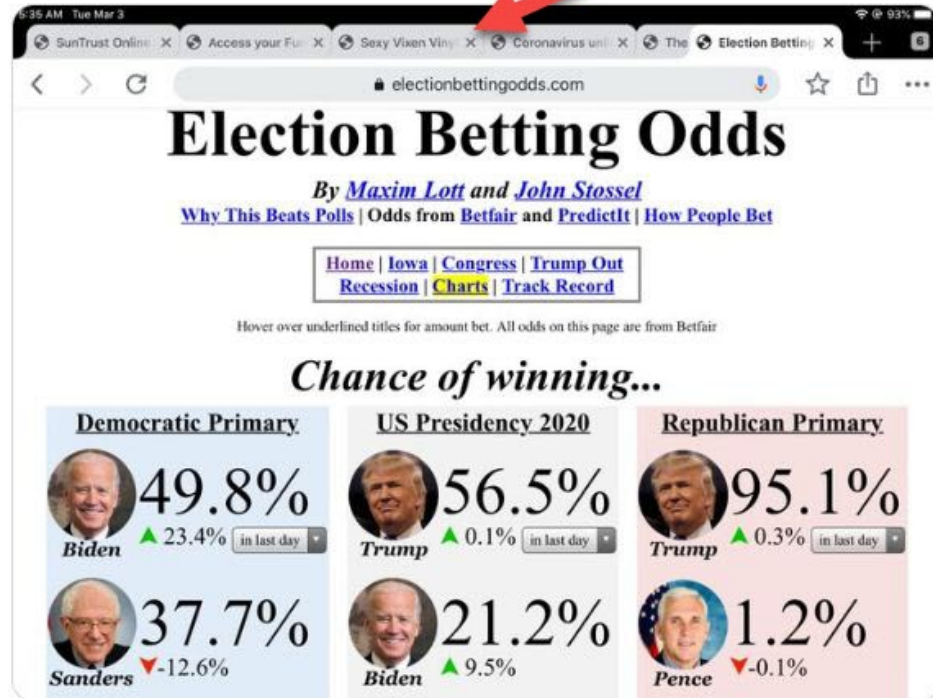 5:35 AM Tue Mar 3 93%
SunTrust Online X Access your Fu X Sexy Vixen Viny X Coronavirus unl X The Election Betting X + 6
electionbettingodds.com
Election Betting Odds
By Maxim Lott and John Stossel
Why This Beats Polls | Odds from Betfair and PredictIt | How People Bet
Home | Iowa | Congress | Trump Out
Recession | Charts | Track Record
Hover over underlined titles for amount bet. All odds on this page are from Betfair
Chance of winning...
Democratic Primary US Presidency 2020 Republican Primary
49.8% 56.5% 95.1%
23.4% in last day 0.1% in last day 0.3% in last day
Biden Trump Trump
37.7% 21.2% 1.2%
-12.6% 9.5% -0.1%
Sanders Biden Pence